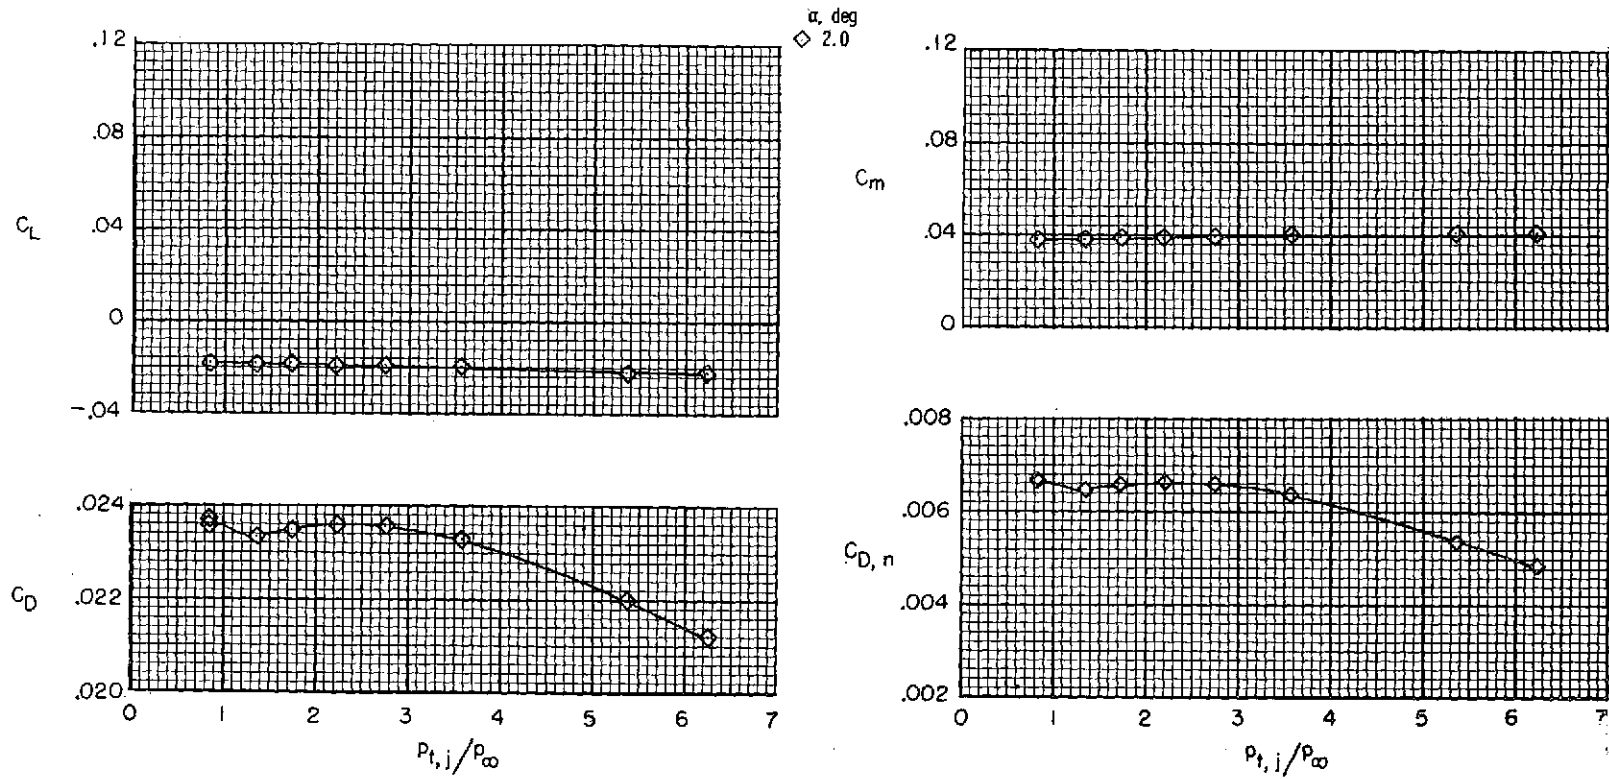 α, deg
◇ 2.0
.12
.08
C_L
.04
0
-.04
.024
C_D
.022
.020
0 1 2 3 4 5 6 7
p_t,j/p_∞
.12
.08
C_m
.04
0
.008
.006
C_D,n
.004
.002
0 1 2 3 4 5 6 7
p_t,j/p_∞